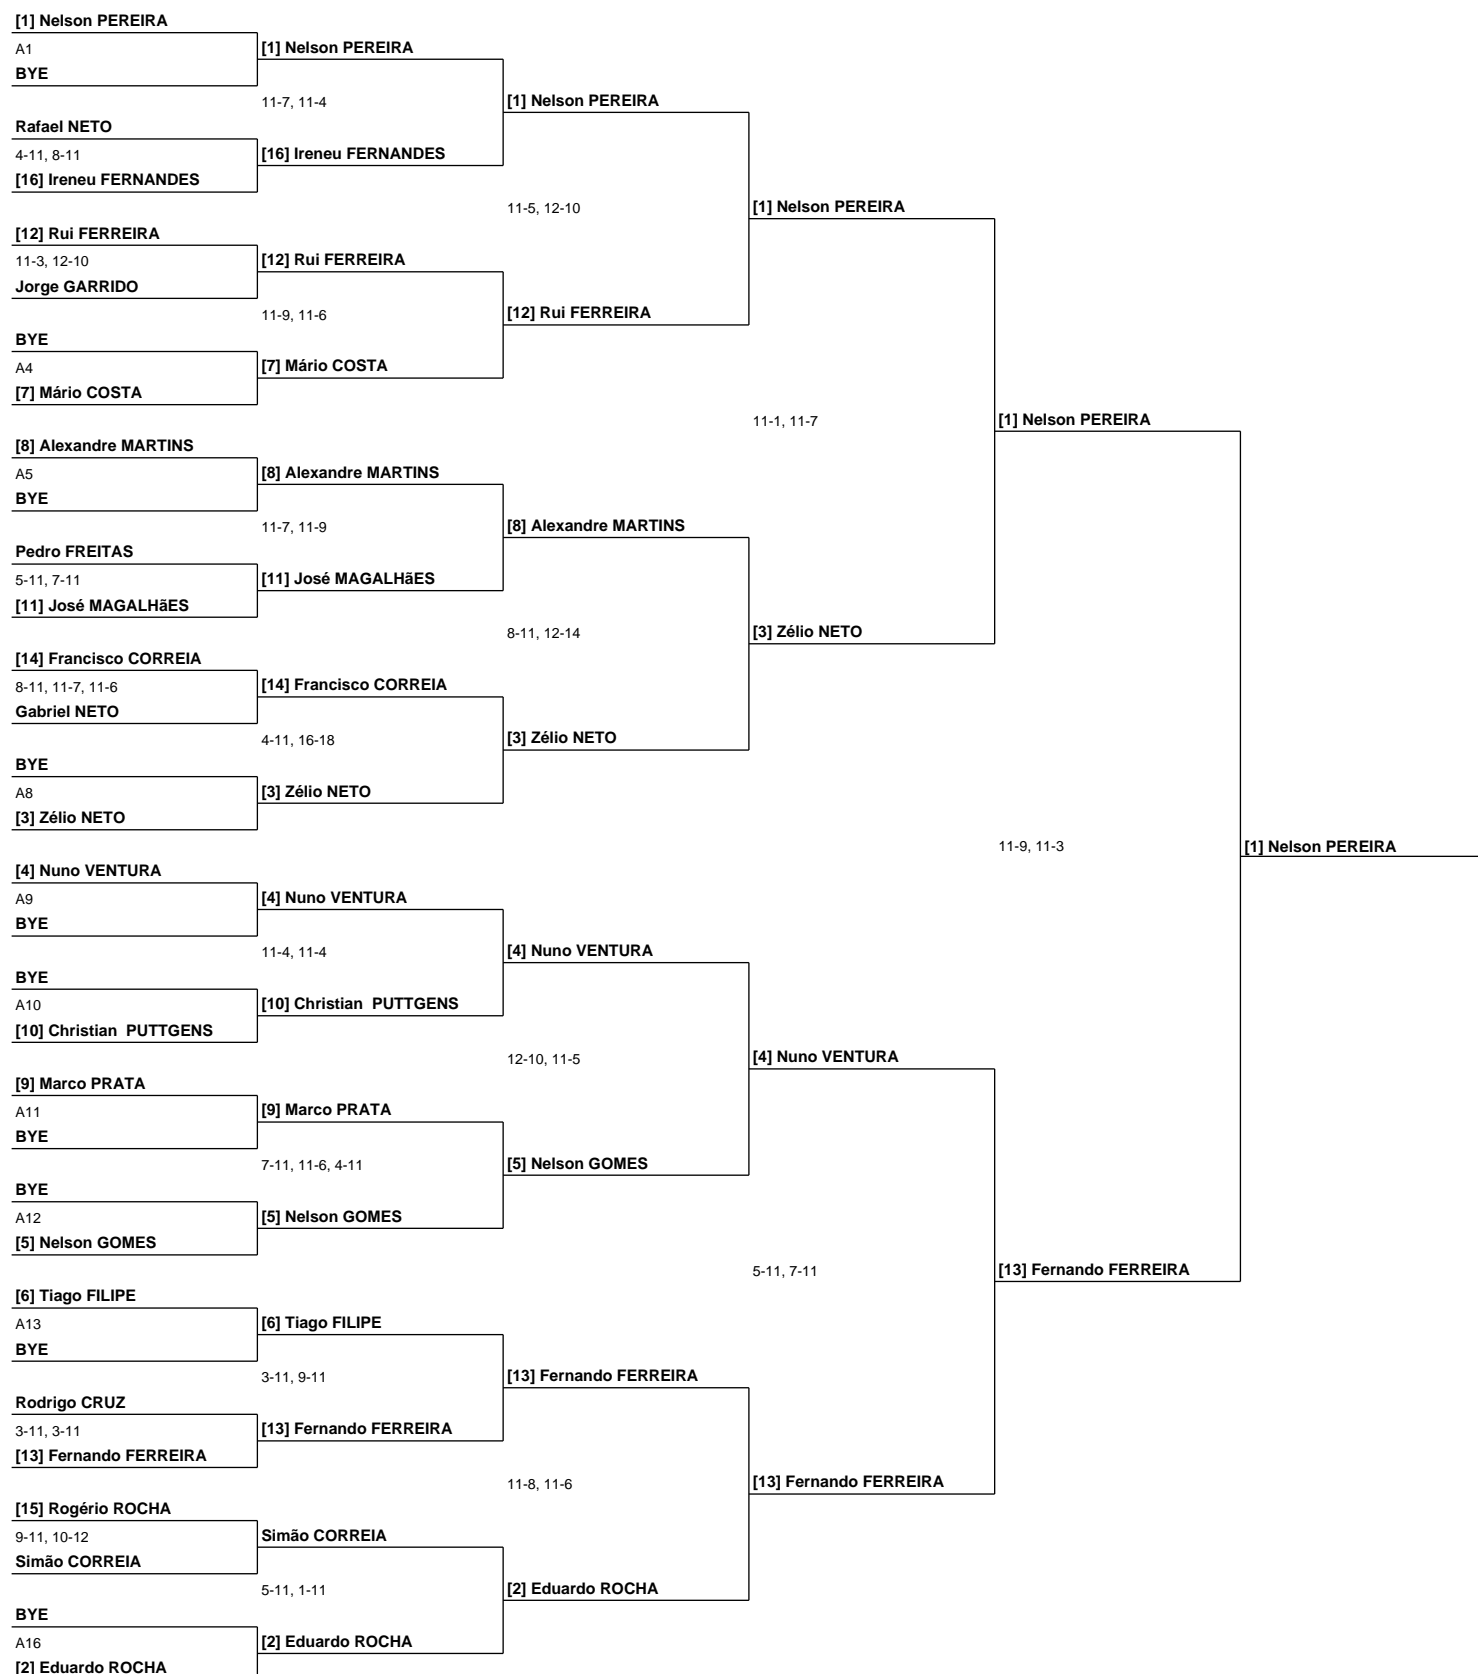 [1] Nelson PEREIRA
A1
BYE
Rafael NETO
4-11, 8-11
[16] Ireneu FERNANDES
[12] Rui FERREIRA
11-3, 12-10
Jorge GARRIDO
BYE
A4
[7] Mário COSTA
[8] Alexandre MARTINS
A5
BYE
Pedro FREITAS
5-11, 7-11
[11] José MAGALHãES
[14] Francisco CORREIA
8-11, 11-7, 11-6
Gabriel NETO
BYE
A8
[3] Zélio NETO
[4] Nuno VENTURA
A9
BYE
BYE
A10
[10] Christian  PUTTGENS
[9] Marco PRATA
A11
BYE
BYE
A12
[5] Nelson GOMES
[6] Tiago FILIPE
A13
BYE
Rodrigo CRUZ
3-11, 3-11
[13] Fernando FERREIRA
[15] Rogério ROCHA
9-11, 10-12
Simão CORREIA
BYE
A16
[2] Eduardo ROCHA
[1] Nelson PEREIRA
11-7, 11-4
[16] Ireneu FERNANDES
[12] Rui FERREIRA
11-9, 11-6
[7] Mário COSTA
[8] Alexandre MARTINS
11-7, 11-9
[11] José MAGALHãES
[14] Francisco CORREIA
4-11, 16-18
[3] Zélio NETO
[4] Nuno VENTURA
11-4, 11-4
[10] Christian  PUTTGENS
[9] Marco PRATA
7-11, 11-6, 4-11
[5] Nelson GOMES
[6] Tiago FILIPE
3-11, 9-11
[13] Fernando FERREIRA
Simão CORREIA
5-11, 1-11
[2] Eduardo ROCHA
[1] Nelson PEREIRA
11-5, 12-10
[12] Rui FERREIRA
[8] Alexandre MARTINS
8-11, 12-14
[3] Zélio NETO
[4] Nuno VENTURA
12-10, 11-5
[5] Nelson GOMES
[13] Fernando FERREIRA
11-8, 11-6
[2] Eduardo ROCHA
[1] Nelson PEREIRA
11-1, 11-7
[3] Zélio NETO
[4] Nuno VENTURA
5-11, 7-11
[13] Fernando FERREIRA
[1] Nelson PEREIRA
11-9, 11-3
[13] Fernando FERREIRA
[1] Nelson PEREIRA